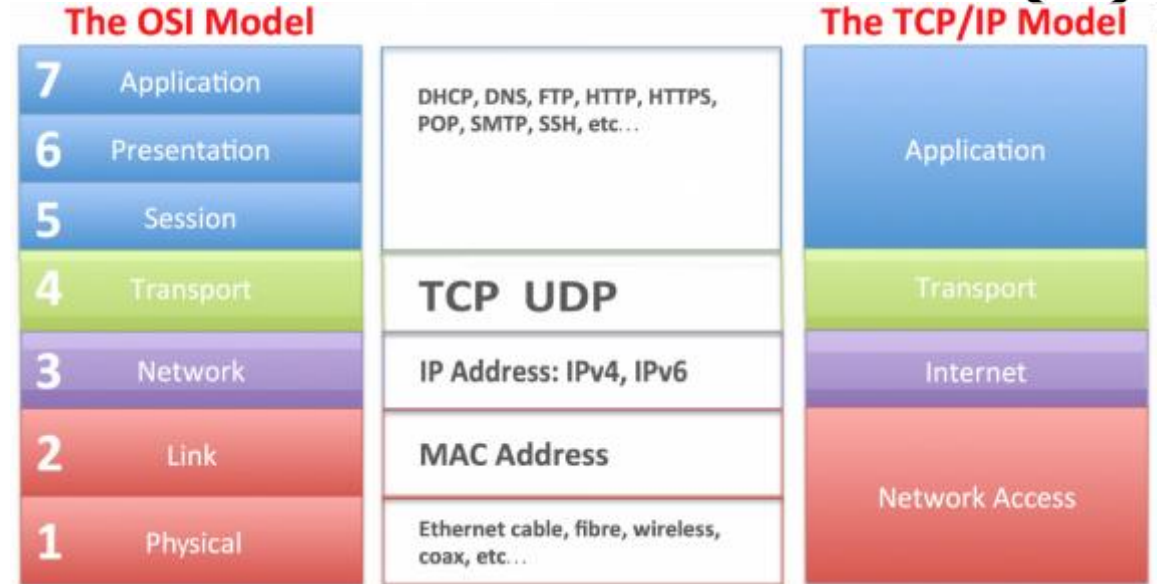 The OSI Model
The TCP/IP Model
7 Application
6 Presentation
5 Session
4 Transport
3 Network
2 Link
1 Physical
DHCP, DNS, FTP, HTTP, HTTPS,
POP, SMTP, SSH, etc...
TCP UDP
IP Address: IPv4, IPv6
MAC Address
Ethernet cable, fibre, wireless,
coax, etc...
Application
Transport
Internet
Network Access